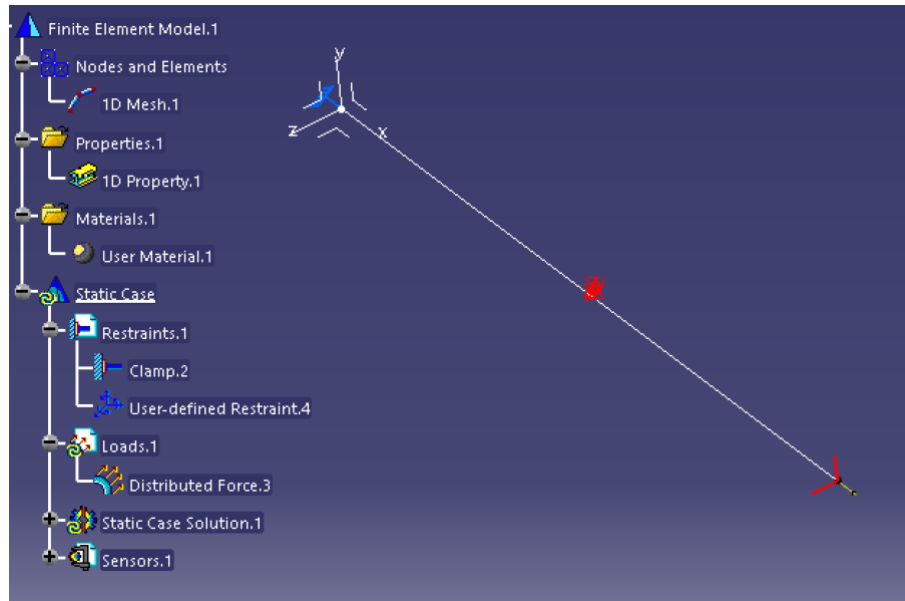 Finite Element Model.1
Nodes and Elements
1D Mesh.1
Properties.1
1D Property.1
Materials.1
User Material.1
Static Case
Restraints.1
Clamp.2
User-defined Restraint.4
Loads.1
Distributed Force.3
Static Case Solution.1
Sensors.1
y
z
x